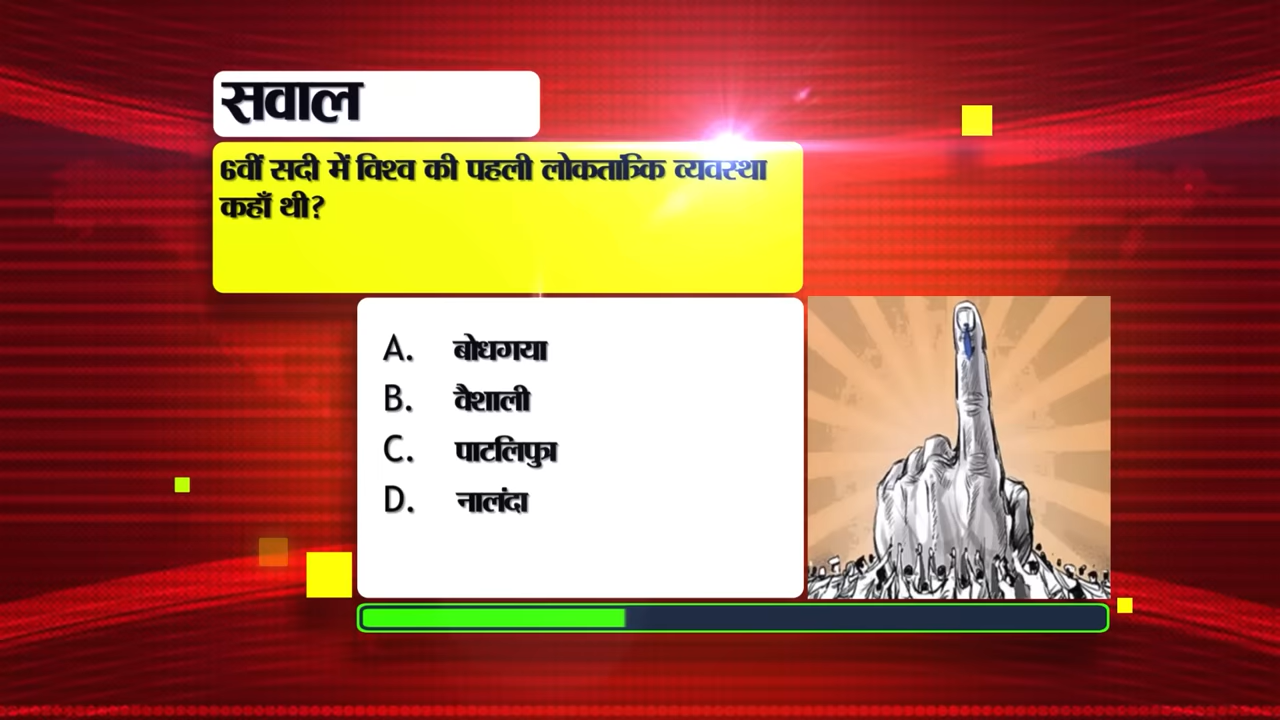 सवाल
6वीं सदी में विश्व की पहली लोकतांत्रिक व्यवस्था
कहाँ थी?
A. बोधगया
B. वैशाली
C. पाटलिपुत्र
D. नालंदा